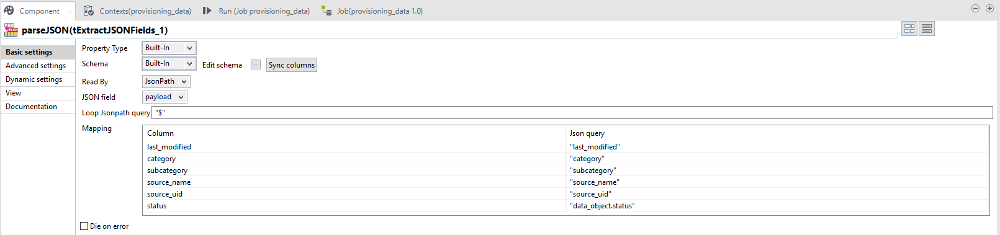 Component Contexts(provisioning_data) Run (Job provisioning_data) Job(provisioning_data 1.0)
parseJSON(tExtractJSONFields_1)
Basic settings
Advanced settings
Dynamic settings
View
Documentation
Property Type Built-In
Schema Built-In Edit schema ... Sync columns
Read By JsonPath
JSON field payload
Loop Jsonpath query "$"
Mapping
Column Json query
last_modified "last_modified"
category "category"
subcategory "subcategory"
source_name "source_name"
source_uid "source_uid"
status "data_object.status"
Die on error